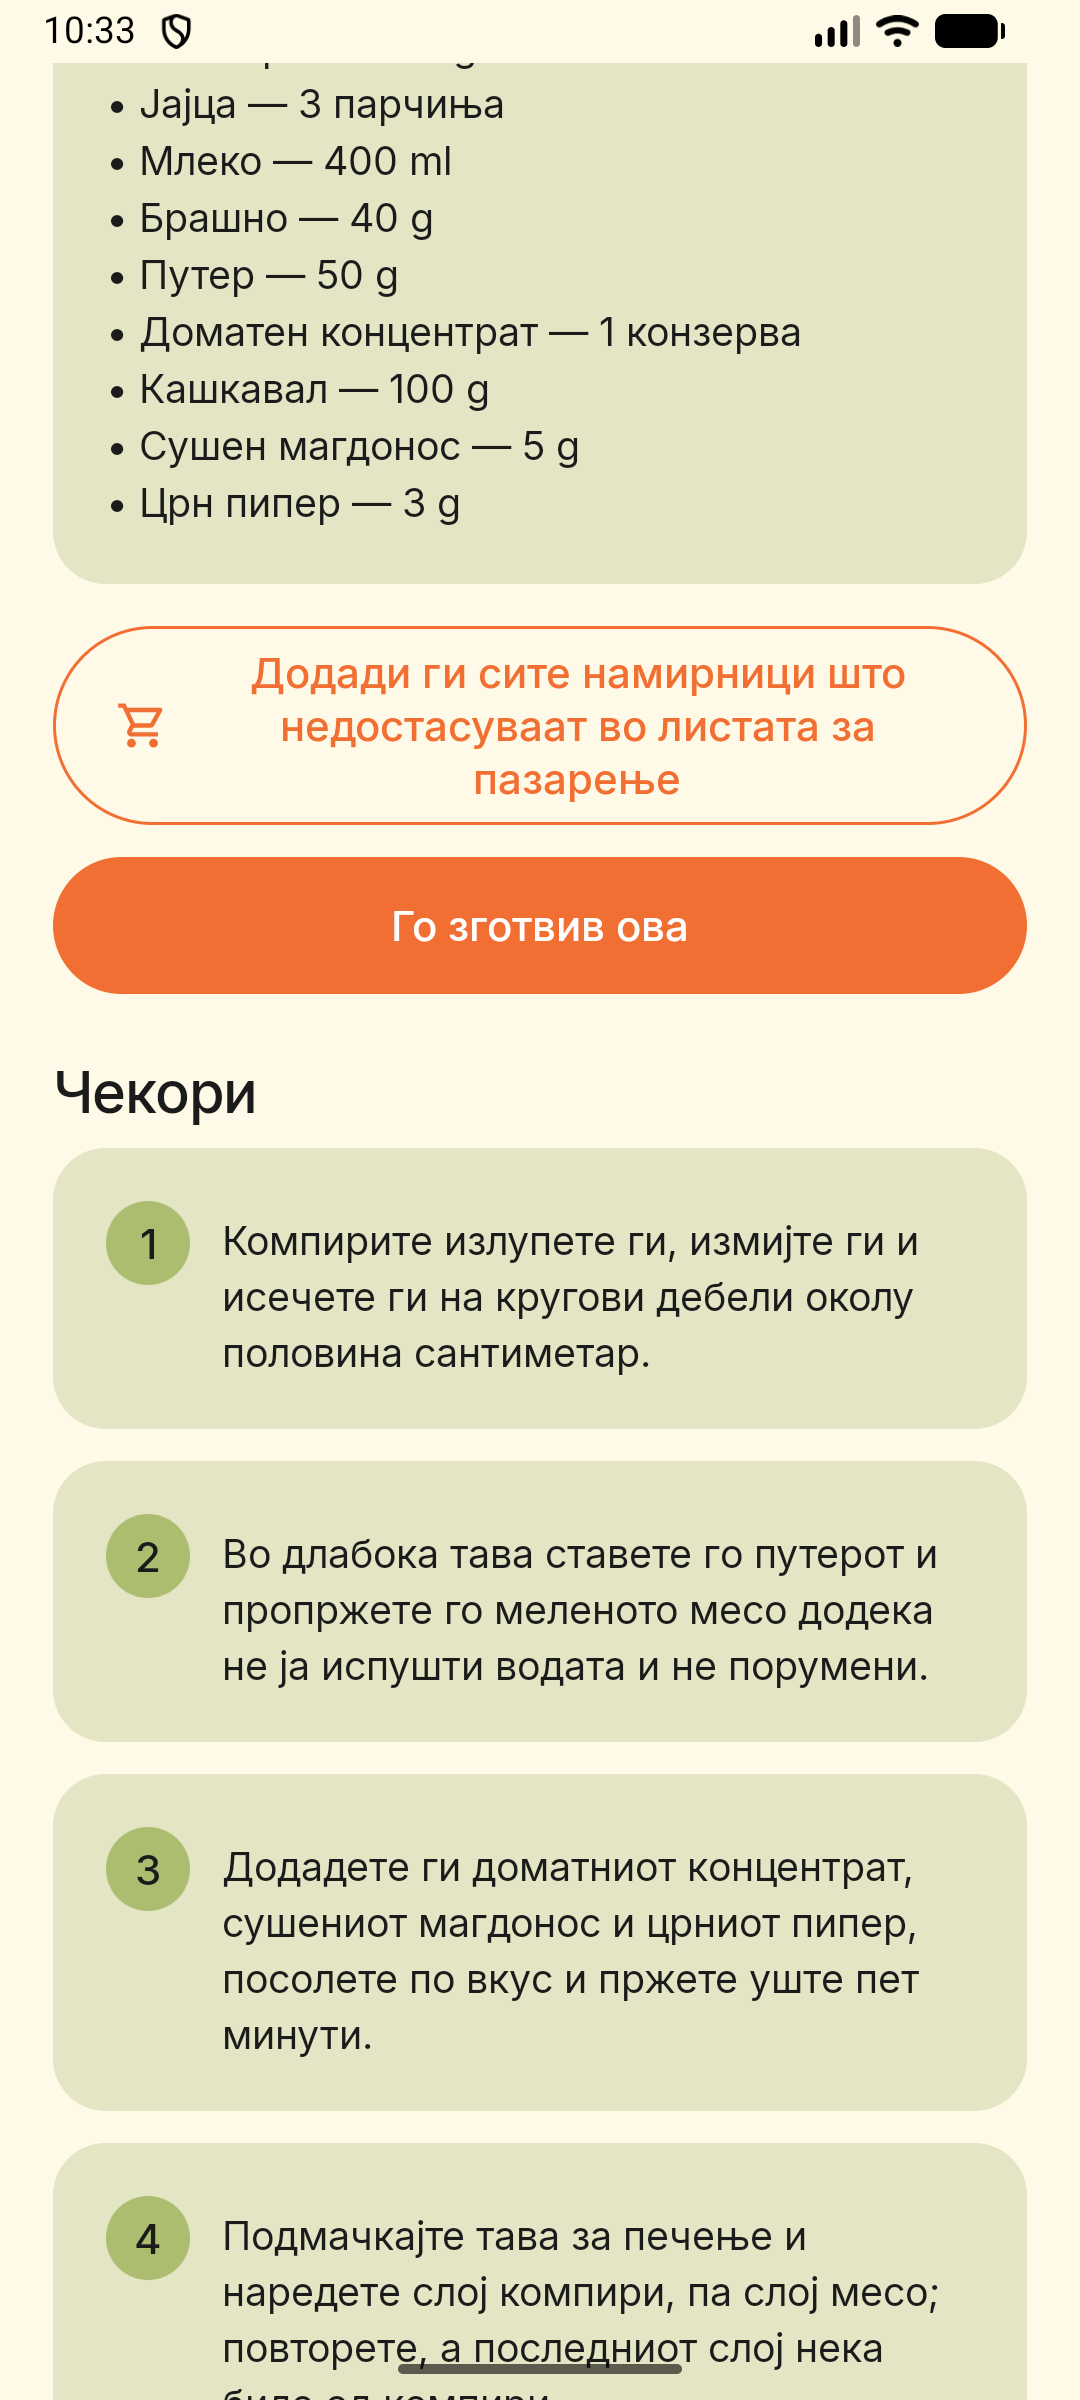 10:33
• Јајца — 3 парчиња
• Млеко — 400 ml
• Брашно — 40 g
• Путер — 50 g
• Доматен концентрат — 1 конзерва
• Кашкавал — 100 g
• Сушен магдонос — 5 g
• Црн пипер — 3 g
Додади ги сите намирници што
недостасуваат во листата за
пазарење
Го зготвив ова
Чекори
1
Компирите излупете ги, измијте ги и
исечете ги на кругови дебели околу
половина сантиметар.
2
Во длабока тава ставете го путерот и
пропржете го меленото месо додека
не ја испушти водата и не порумени.
3
Додадете ги доматниот концентрат,
сушениот магдонос и црниот пипер,
посолете по вкус и пржете уште пет
минути.
4
Подмачкајте тава за печење и
наредете слој компири, па слој месо;
повторете, а последниот слој нека
биде од компири.